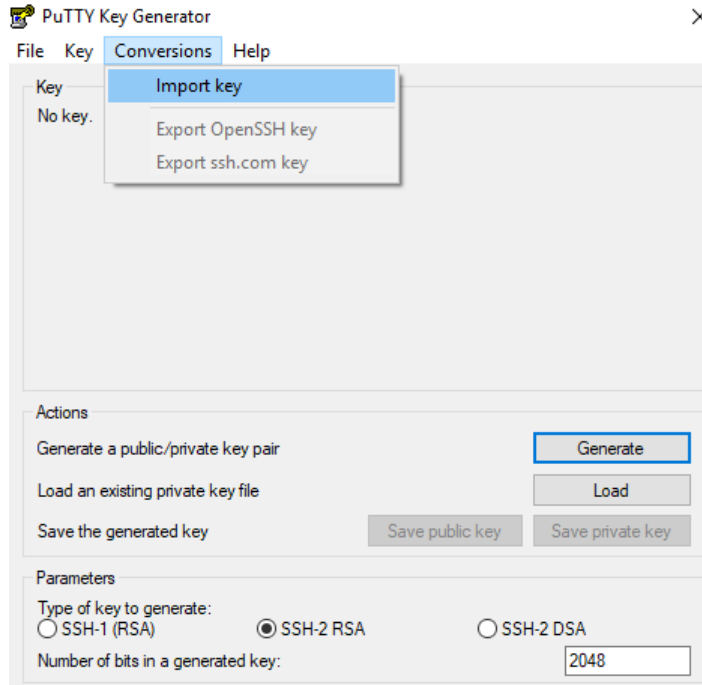 PuTTY Key Generator
File Key Conversions Help
Import key
Export OpenSSH key
Export ssh.com key
Key
No key.
Actions
Generate a public/private key pair Generate
Load an existing private key file Load
Save the generated key Save public key Save private key
Parameters
Type of key to generate:
SSH-1 (RSA) SSH-2 RSA SSH-2 DSA
Number of bits in a generated key: 2048